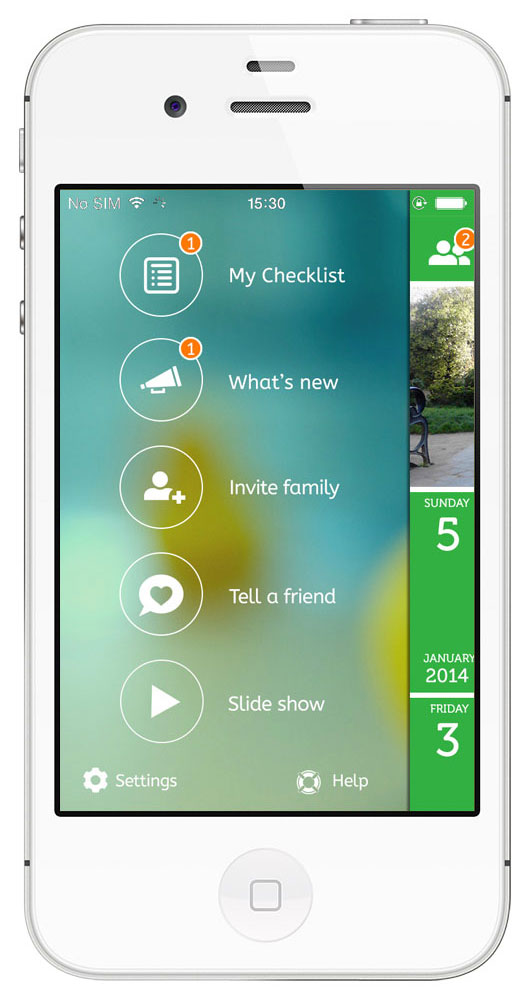 No SIM 15:30
2
1
My Checklist
1
What's new
Invite family
Tell a friend
Slide show
Settings Help
SUNDAY
5
JANUARY
2014
FRIDAY
3